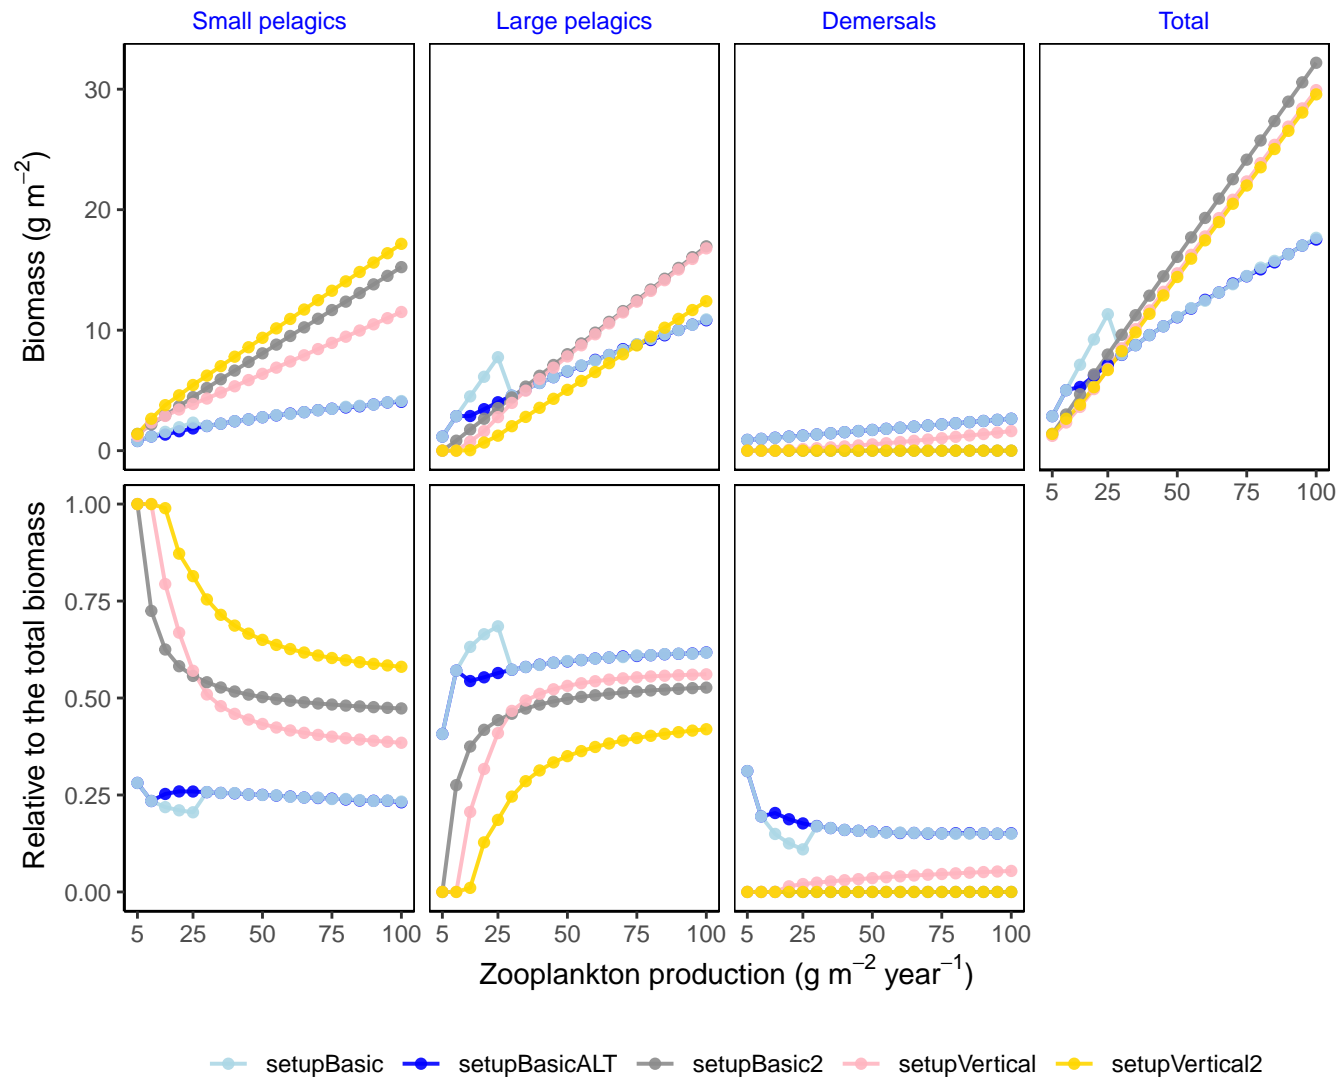 Small pelagics Large pelagics Demersals Total
Biomass (g m⁻²)
30
20
10
0
5 25 50 75 100
Relative to the total biomass
1.00
0.75
0.50
0.25
0.00
5 25 50 75 100 5 25 50 75 100 5 25 50 75 100
Zooplankton production (g m⁻² year⁻¹)
setupBasic setupBasicALT setupBasic2 setupVertical setupVertical2